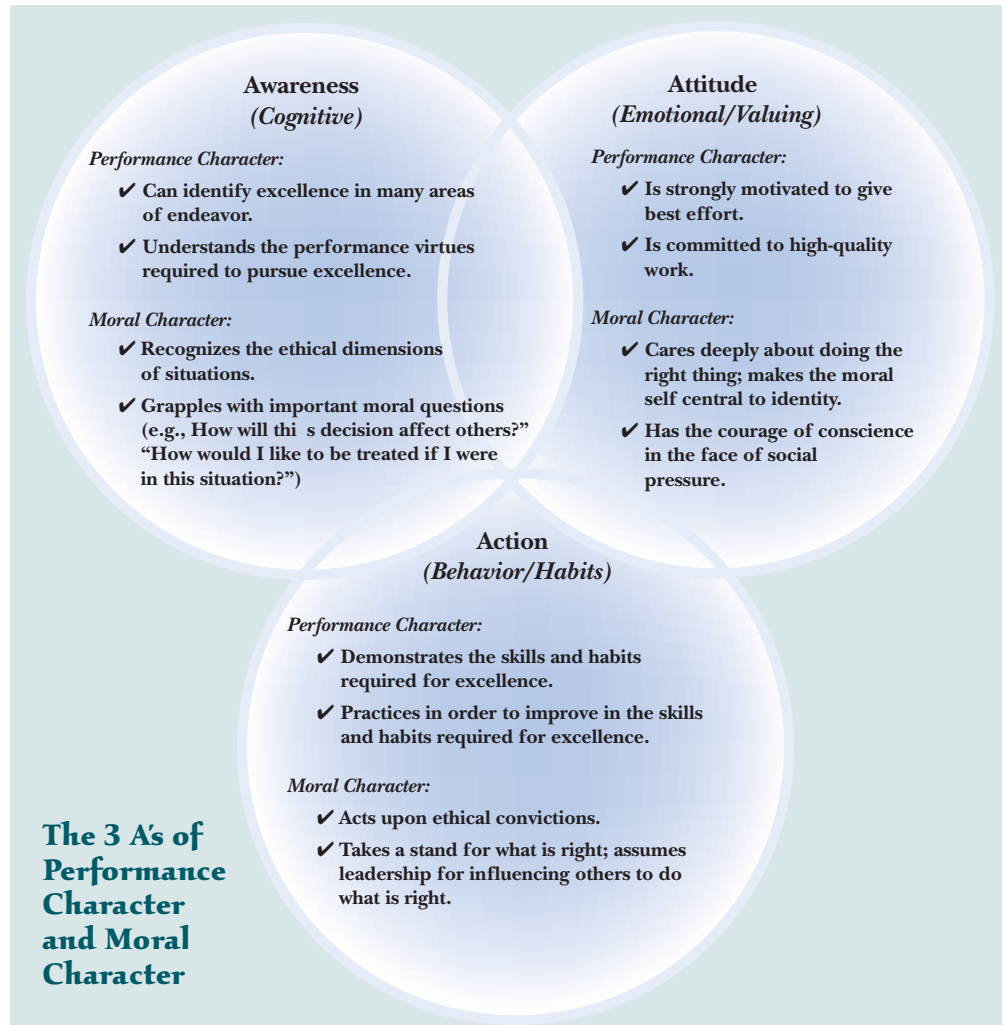 Awareness
(Cognitive)
Performance Character:
✔ Can identify excellence in many areas
of endeavor.
✔ Understands the performance virtues
required to pursue excellence.
Moral Character:
✔ Recognizes the ethical dimensions
of situations.
✔ Grapples with important moral questions
(e.g., How will thi s decision affect others?”
“How would I like to be treated if I were
in this situation?”)
Attitude
(Emotional/Valuing)
Performance Character:
✔ Is strongly motivated to give
best effort.
✔ Is committed to high-quality
work.
Moral Character:
✔ Cares deeply about doing the
right thing; makes the moral
self central to identity.
✔ Has the courage of conscience
in the face of social
pressure.
Action
(Behavior/Habits)
Performance Character:
✔ Demonstrates the skills and habits
required for excellence.
✔ Practices in order to improve in the skills
and habits required for excellence.
Moral Character:
✔ Acts upon ethical convictions.
✔ Takes a stand for what is right; assumes
leadership for influencing others to do
what is right.
The 3 A's of
Performance
Character
and Moral
Character